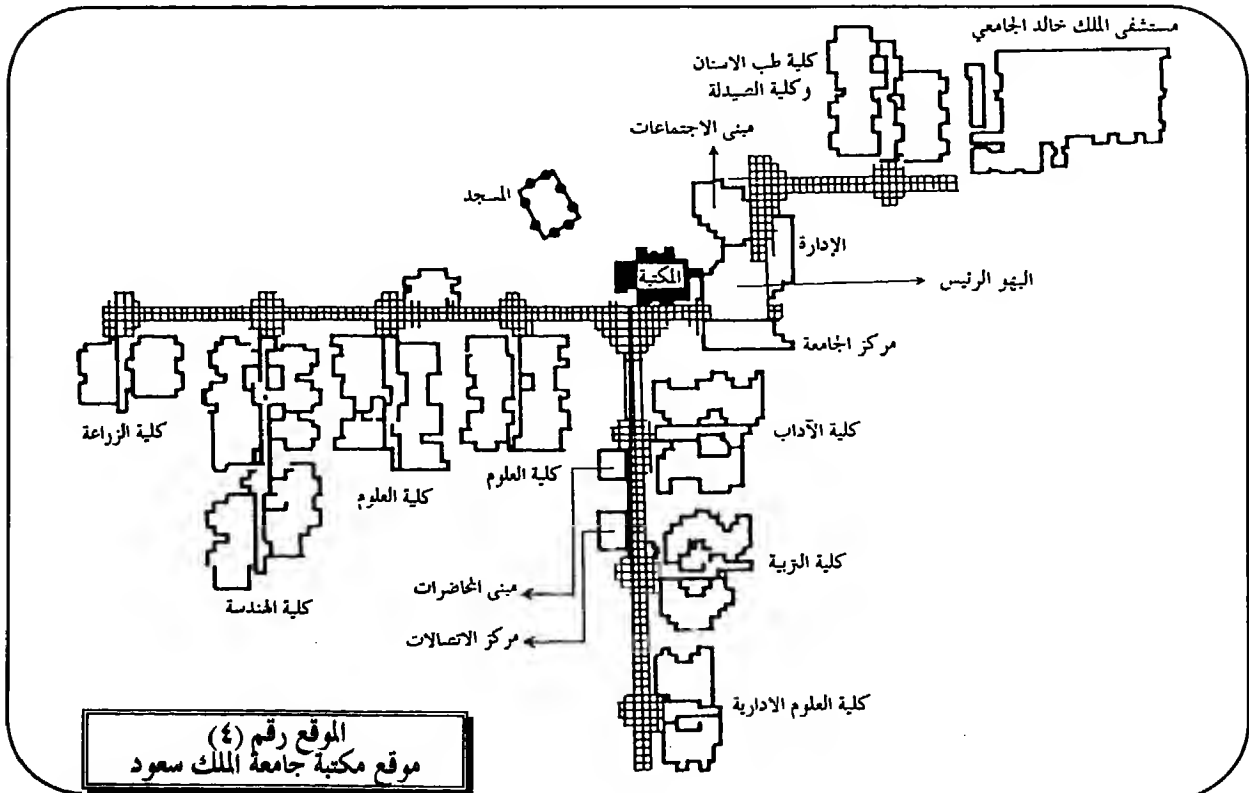 مستشفى الملك خالد الجامعي
كلية طب الاسنان
وكلية الصيدلة
مبنى الاجتماعات
المسجد
الإدارة
المكتبة
البهو الرئيس
مركز الجامعة
كلية الزراعة
كلية الآداب
كلية العلوم
كلية العلوم
كلية التربية
مبنى المحاضرات
كلية الهندسة
مركز الاتصالات
كلية العلوم الادارية
الموقع رقم (٤)
موقع مكتبة جامعة الملك سعود